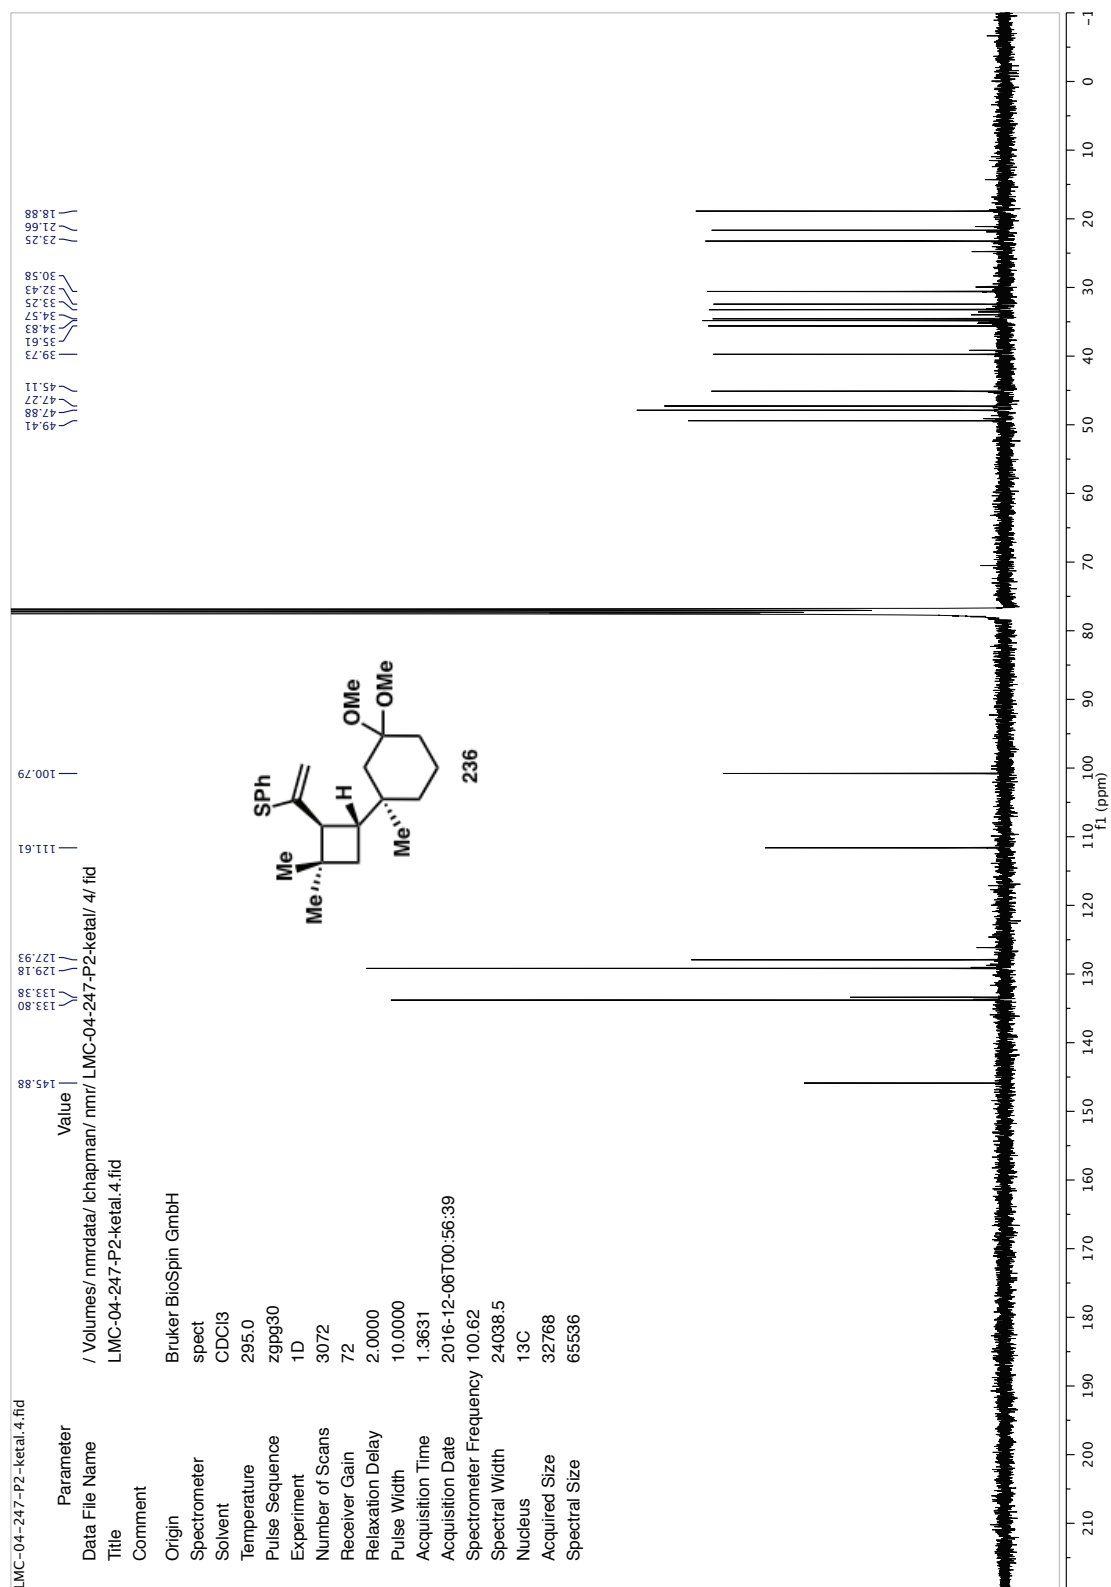 LMC-04-247-P2-ketal.4.fid
Parameter Value
Data File Name / Volumes/ nmrdata/ lchapman/ nmr/ LMC-04-247-P2-ketal/ 4/ fid
Title LMC-04-247-P2-ketal.4.fid
Comment
Origin Bruker BioSpin GmbH
Spectrometer spect
Solvent CDCl3
Temperature 295.0
Pulse Sequence zgpg30
Experiment 1D
Number of Scans 3072
Receiver Gain 72
Relaxation Delay 2.0000
Pulse Width 10.0000
Acquisition Time 1.3631
Acquisition Date 2016-12-06T00:56:39
Spectrometer Frequency 100.62
Spectral Width 24038.5
Nucleus 13C
Acquired Size 32768
Spectral Size 65536
145.88
133.80
133.38
129.18
127.93
111.61
100.79
49.41
47.88
47.27
45.11
39.73
35.61
34.83
34.57
33.25
32.43
30.58
23.25
21.66
18.88
SPh
Me
Me
H
OMe
OMe
Me
236
210 200 190 180 170 160 150 140 130 120 110 100 90 80 70 60 50 40 30 20 10 0 -1
f1 (ppm)